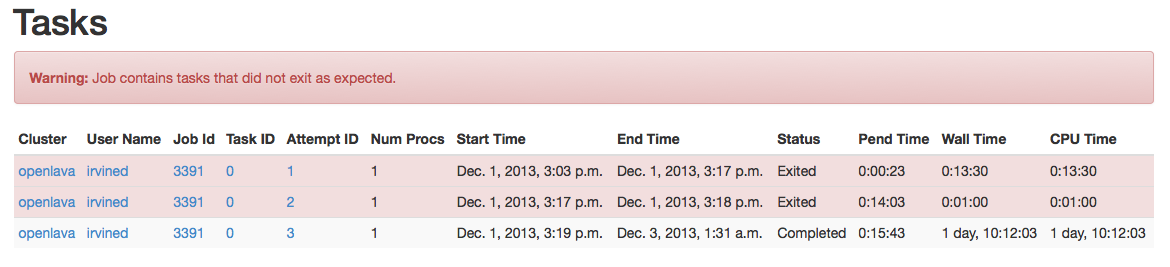 Tasks
Warning: Job contains tasks that did not exit as expected.
Cluster User Name Job Id Task ID Attempt ID Num Procs Start Time End Time Status Pend Time Wall Time CPU Time
openlava irvined 3391 0 1 1 Dec. 1, 2013, 3:03 p.m. Dec. 1, 2013, 3:17 p.m. Exited 0:00:23 0:13:30 0:13:30
openlava irvined 3391 0 2 1 Dec. 1, 2013, 3:17 p.m. Dec. 1, 2013, 3:18 p.m. Exited 0:14:03 0:01:00 0:01:00
openlava irvined 3391 0 3 1 Dec. 1, 2013, 3:19 p.m. Dec. 3, 2013, 1:31 a.m. Completed 0:15:43 1 day, 10:12:03 1 day, 10:12:03